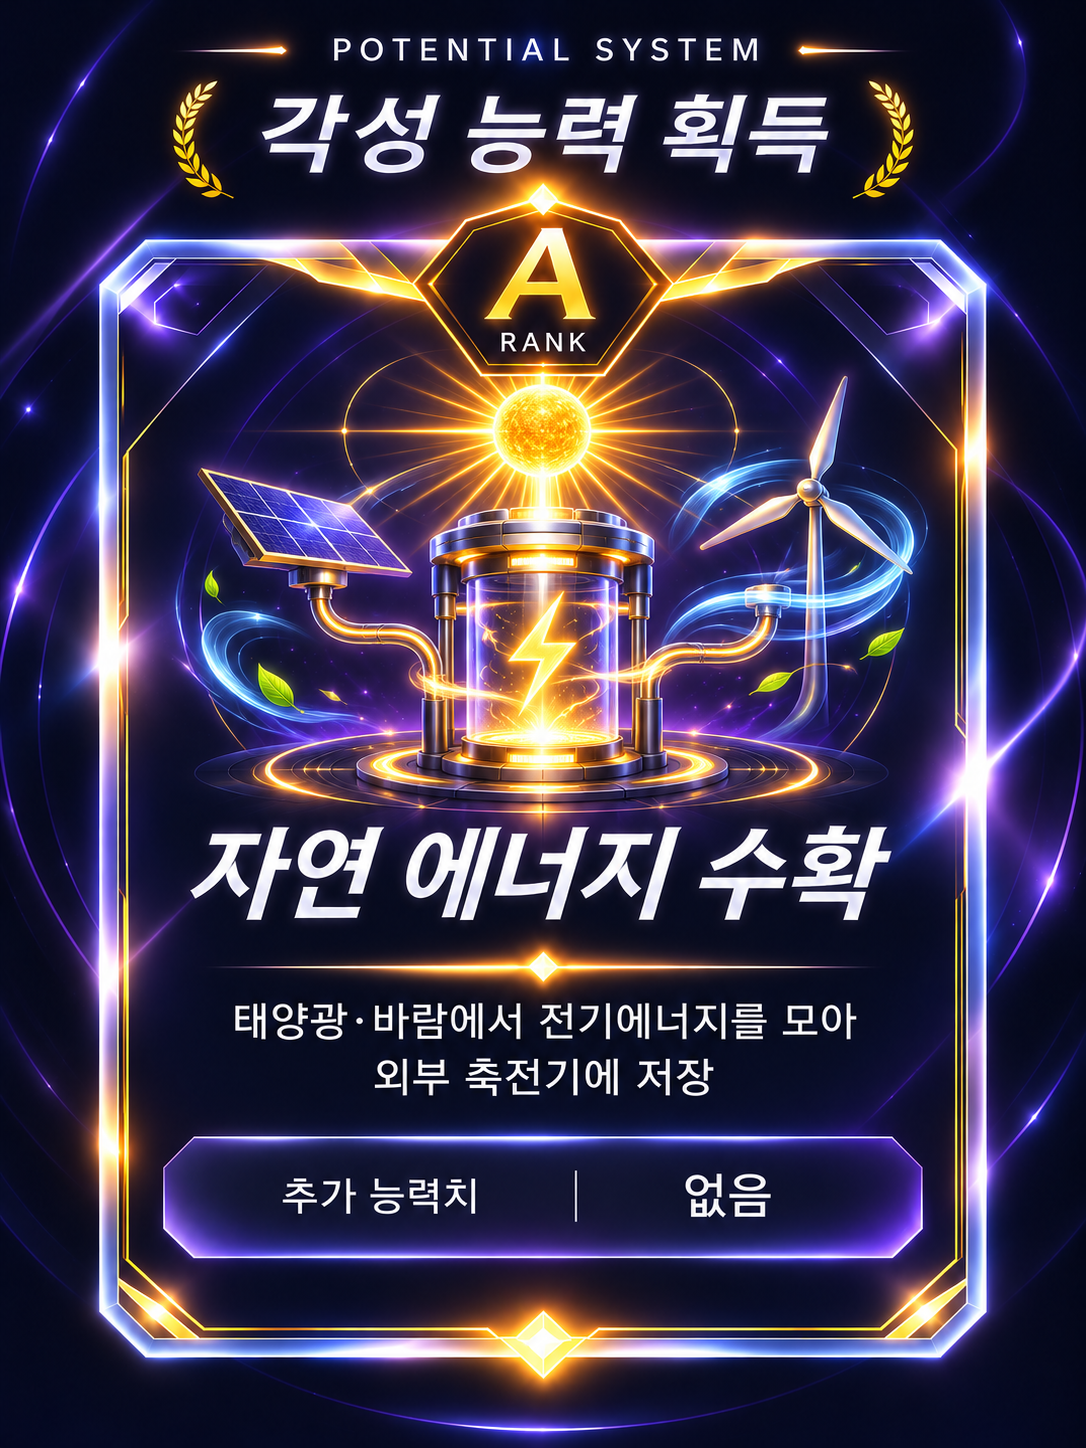 POTENTIAL SYSTEM
각성 능력 획득
A
RANK
자연 에너지 수확
태양광·바람에서 전기에너지를 모아
외부 축전기에 저장
추가 능력치 | 없음